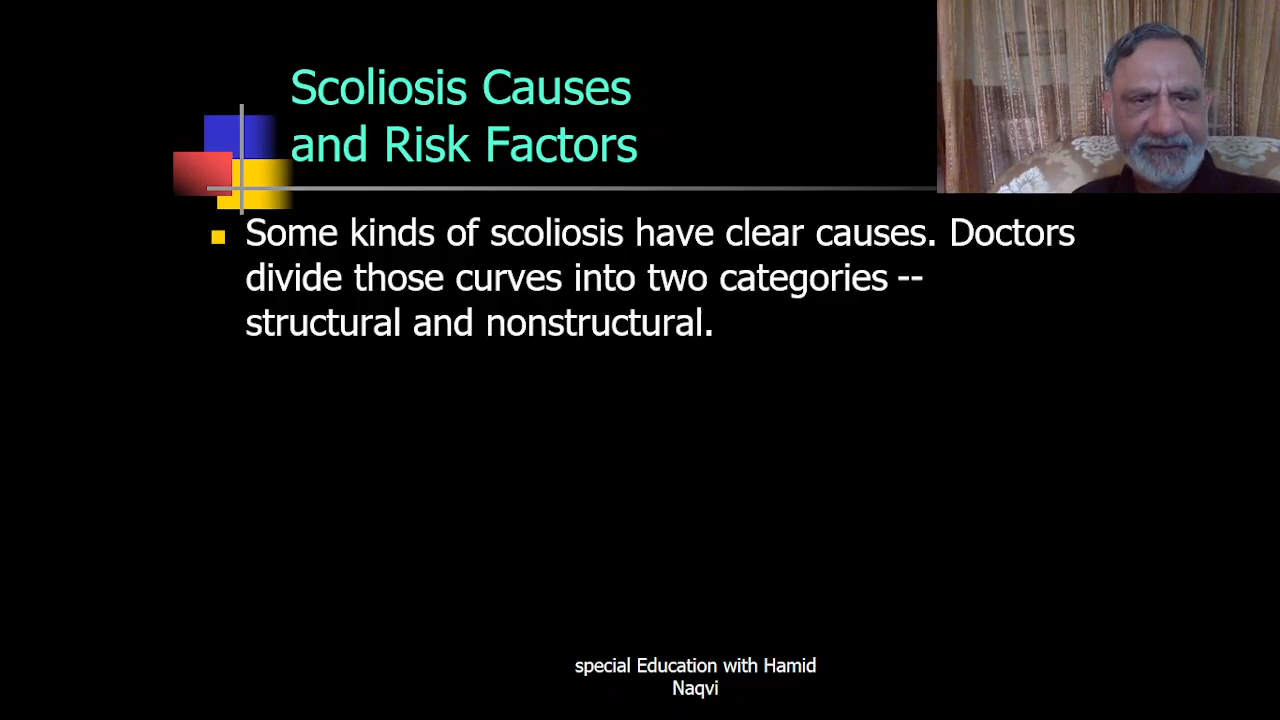 Scoliosis Causes
and Risk Factors
Some kinds of scoliosis have clear causes. Doctors
divide those curves into two categories --
structural and nonstructural.
special Education with Hamid
Naqvi